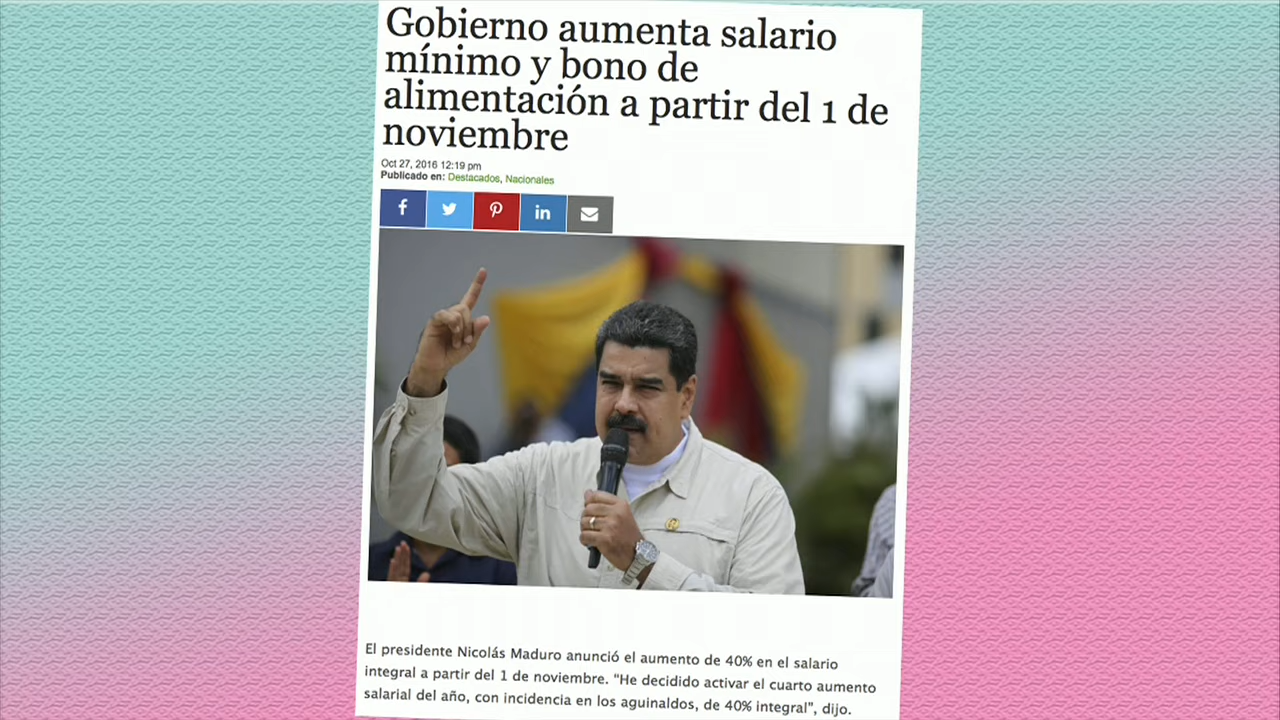 Gobierno aumenta salario
mínimo y bono de
alimentación a partir del 1 de
noviembre
Oct 27, 2016 12:19 pm
Publicado en: Destacados, Nacionales
El presidente Nicolás Maduro anunció el aumento de 40% en el salario
integral a partir del 1 de noviembre. "He decidido activar el cuarto aumento
salarial del año, con incidencia en los aguinaldos, de 40% integral", dijo.